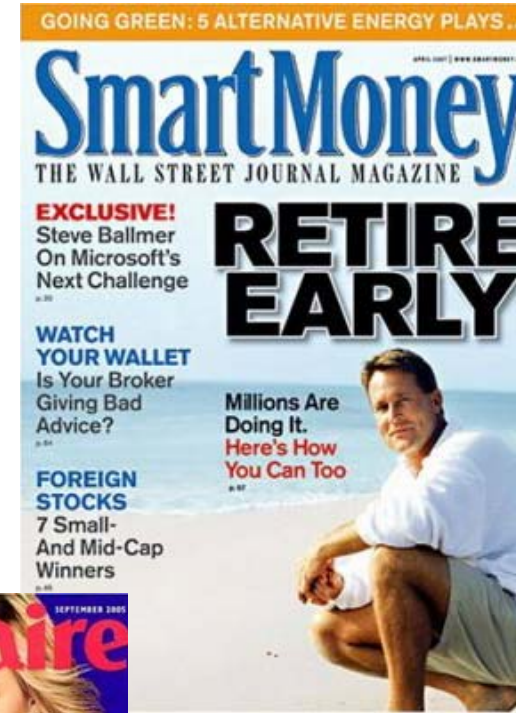 GOING GREEN: 5 ALTERNATIVE ENERGY PLAYS..
SmartMoney
THE WALL STREET JOURNAL MAGAZINE
EXCLUSIVE!
Steve Ballmer
On Microsoft's
Next Challenge
RETIRE
EARLY
WATCH
YOUR WALLET
Is Your Broker
Giving Bad
Advice?
Millions Are
Doing It.
Here's How
You Can Too
FOREIGN
STOCKS
7 Small-
And Mid-Cap
Winners
SEPTEMBER 2005
aire